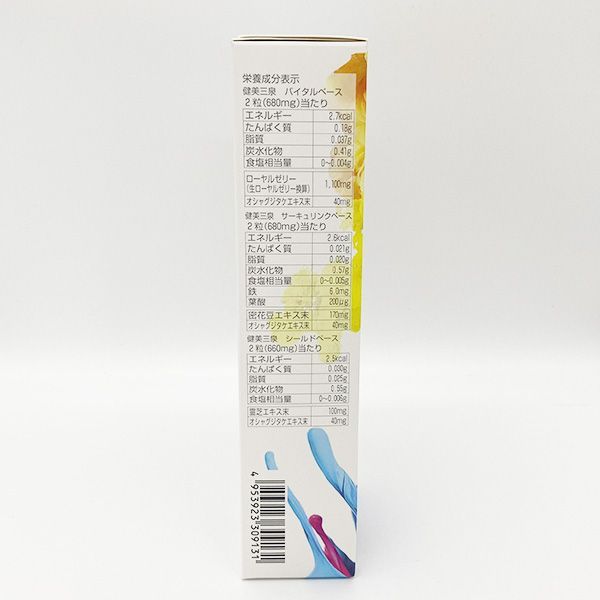 栄養成分表示
健美三泉　バイタルベース
2粒(680mg)当たり
エネルギー 2.7kcal
たんぱく質 0.18g
脂質 0.037g
炭水化物 0.41g
食塩相当量 0~0.004g
ローヤルゼリー
(生ローヤルゼリー換算) 1,100mg
オシャグジタケエキス末 40mg
健美三泉　サーキュリンクベース
2粒(680mg)当たり
エネルギー 2.6kcal
たんぱく質 0.021g
脂質 0.020g
炭水化物 0.57g
食塩相当量 0~0.005g
鉄 6.0mg
葉酸 200μg
密花豆エキス末 170mg
オシャグジタケエキス末 40mg
健美三泉　シールドベース
2粒(660mg)当たり
エネルギー 2.5kcal
たんぱく質 0.030g
脂質 0.025g
炭水化物 0.55g
食塩相当量 0~0.006g
霊芝エキス末 100mg
オシャグジタケエキス末 40mg
4 953923 309131